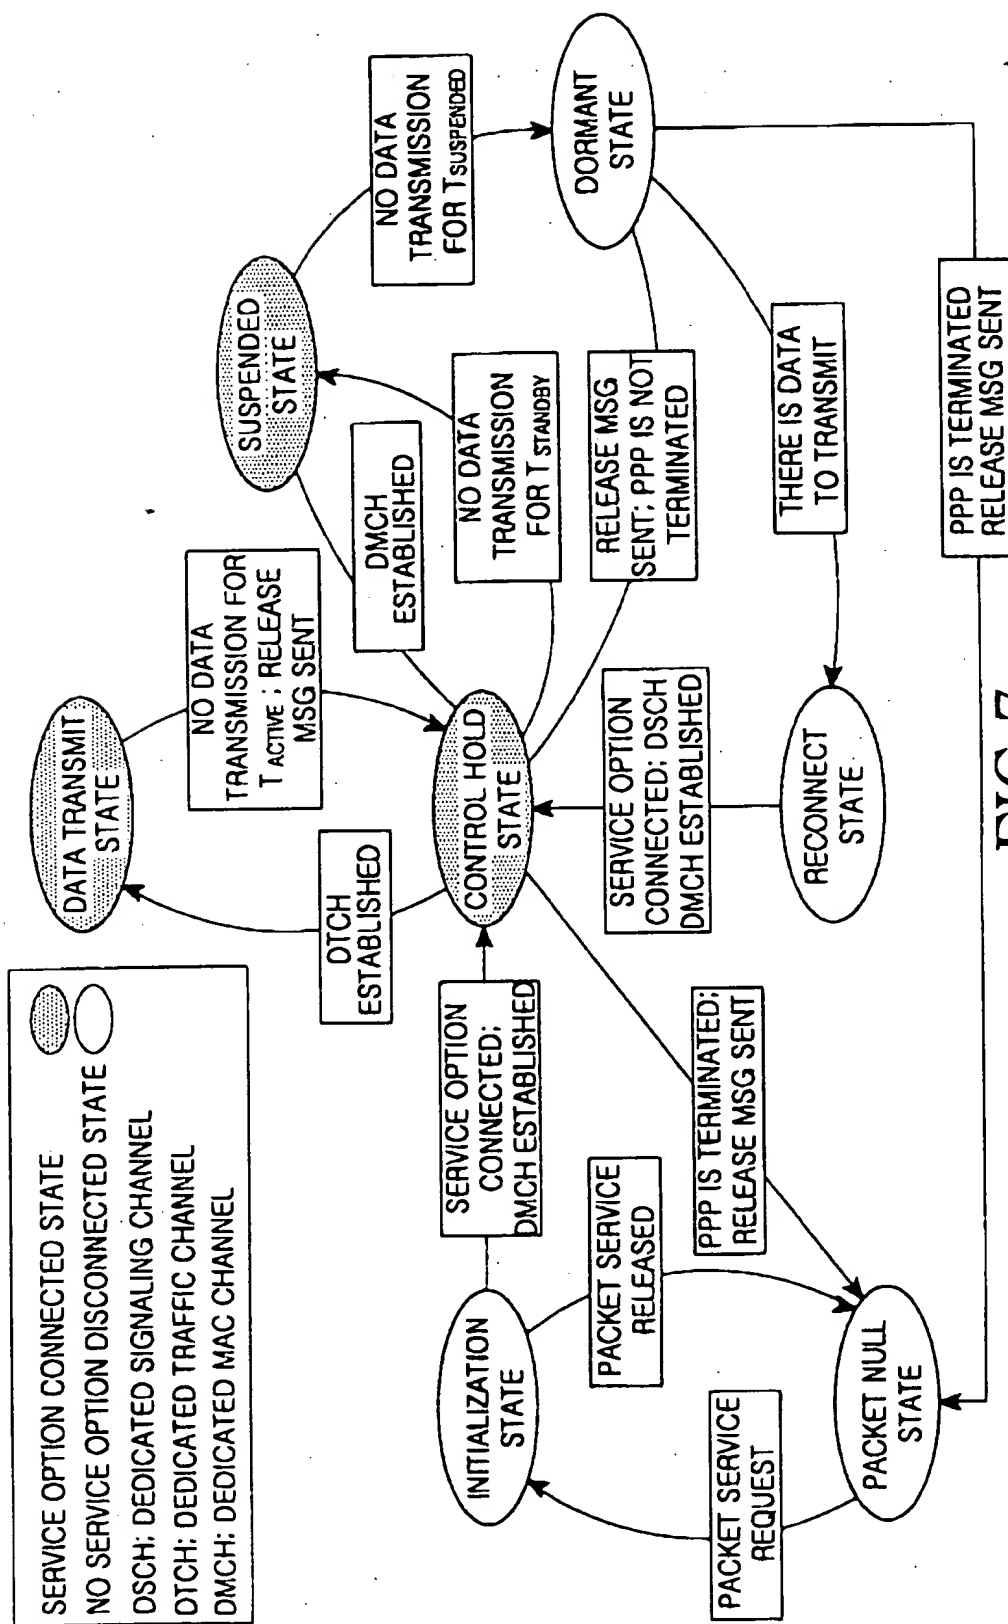 SERVICE OPTION CONNECTED STATE
NO SERVICE OPTION DISCONNECTED STATE
DSCH; DEDICATED SIGNALING CHANNEL
DTCH; DEDICATED TRAFFIC CHANNEL
DMCH; DEDICATED MAC CHANNEL
DATA TRANSMIT
STATE
DTCH
ESTABLISHED
NO DATA
TRANSMISSION FOR
T ACTIVE ; RELEASE
MSG SENT
SUSPENDED
STATE
DMCH
ESTABLISHED
NO DATA
TRANSMISSION
FOR TSUSPENDED
NO DATA
TRANSMISSION
FOR T STANDBY
INITIALIZATION
STATE
SERVICE OPTION
CONNECTED;
DMCH ESTABLISHED
CONTROL HOLD
STATE
RELEASE MSG
SENT; PPP IS NOT
TERMINATED
DORMANT
STATE
PACKET SERVICE
RELEASED
PPP IS TERMINATED;
RELEASE MSG SENT
SERVICE OPTION
CONNECTED; DSCH
DMCH ESTABLISHED
THERE IS DATA
TO TRANSMIT
PACKET SERVICE
REQUEST
PACKET NULL
STATE
RECONNECT
STATE
PPP IS TERMINATED
RELEASE MSG SENT
FIG. 7